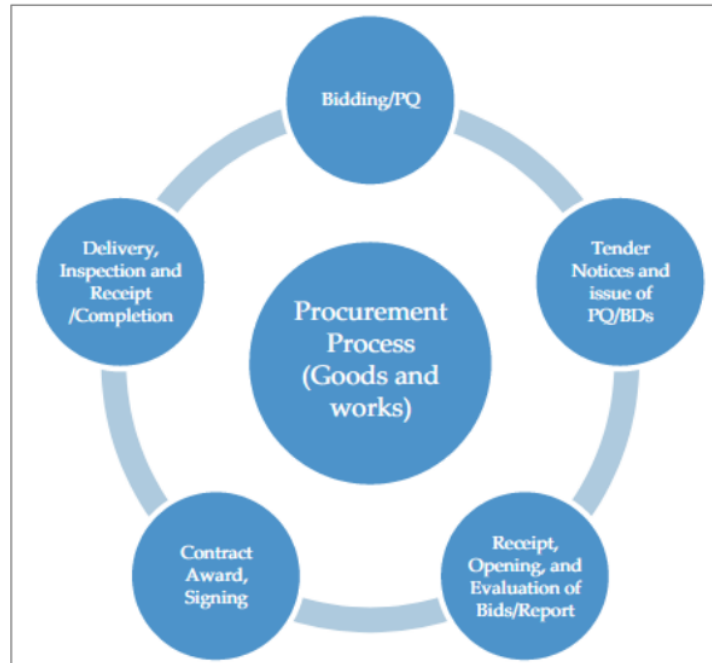 Bidding/PQ
Tender
Notices and
issue of
PQ/BDs
Receipt,
Opening, and
Evaluation of
Bids/Report
Contract
Award,
Signing
Delivery,
Inspection and
Receipt
/Completion
Procurement
Process
(Goods and
works)